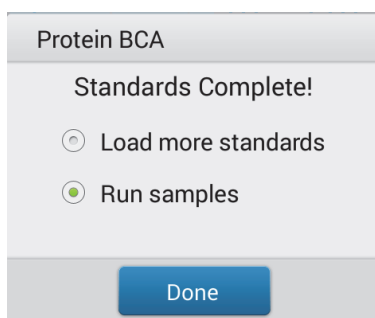 Protein BCA
Standards Complete!
Load more standards
Run samples
Done